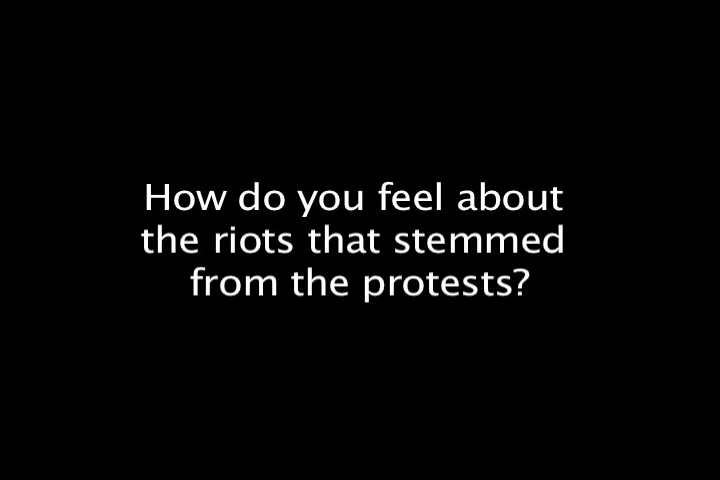 How do you feel about
the riots that stemmed
from the protests?